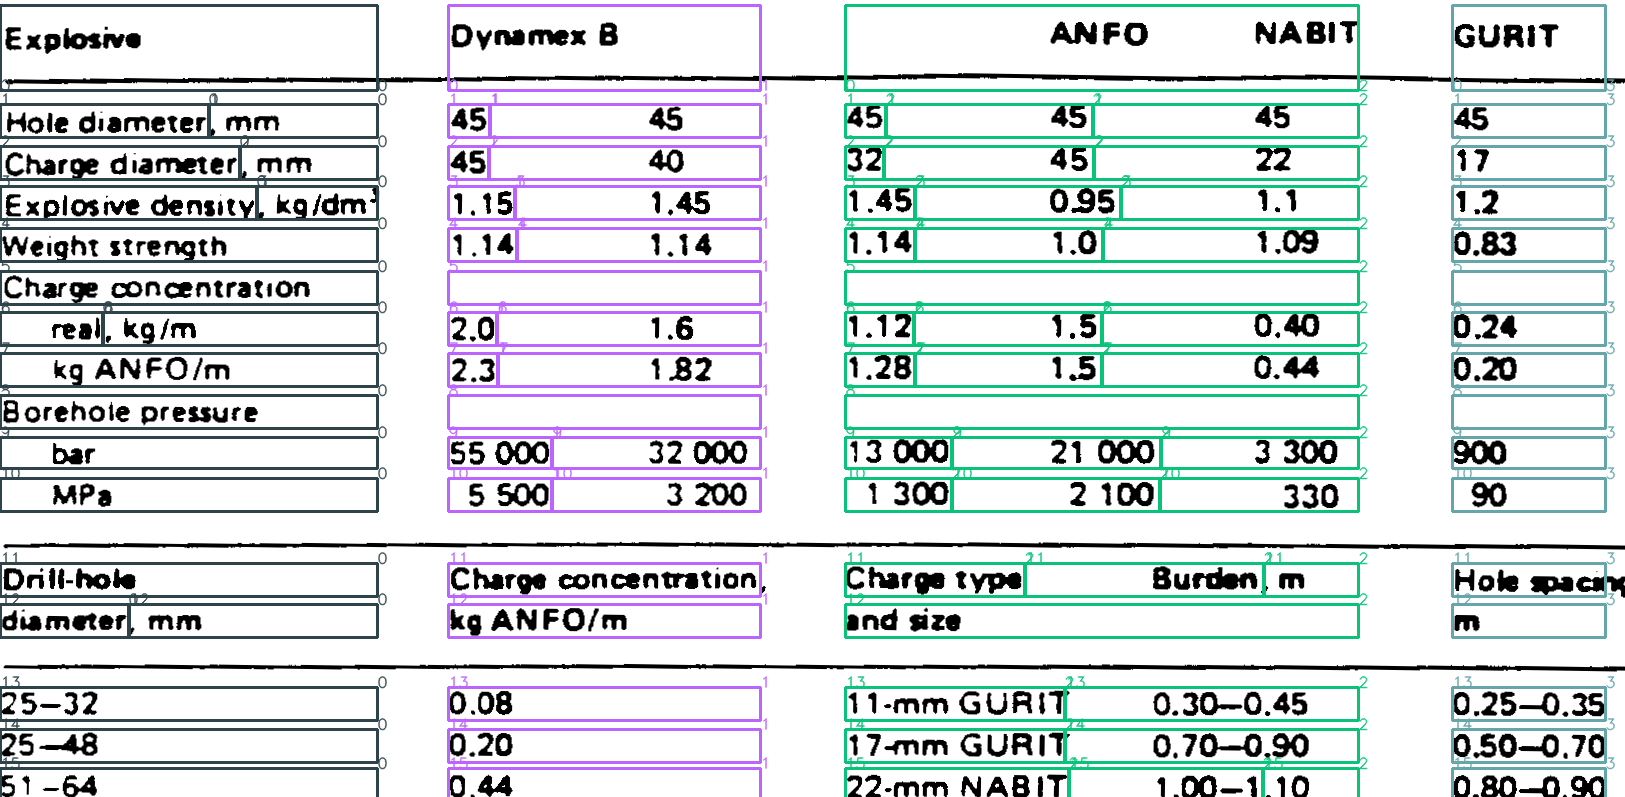 Explosive Dynamex B ANFO NABIT GURIT
Hole diameter, mm 45 45 45 45 45 45
Charge diameter, mm 45 40 32 45 22 17
Explosive density, kg/dm³ 1.15 1.45 1.45 0.95 1.1 1.2
Weight strength 1.14 1.14 1.14 1.0 1.09 0.83
Charge concentration
real, kg/m 2.0 1.6 1.12 1.5 0.40 0.24
kg ANFO/m 2.3 1.82 1.28 1.5 0.44 0.20
Borehole pressure
bar 55 000 32 000 13 000 21 000 3 300 900
MPa 5 500 3 200 1 300 2 100 330 90
Drill-hole Charge concentration, Charge type Burden, m Hole spacing
diameter, mm kg ANFO/m and size m
25–32 0.08 11-mm GURIT 0.30–0.45 0.25–0.35
25–48 0.20 17-mm GURIT 0.70–0.90 0.50–0.70
51–64 0.44 22-mm NABIT 1.00–1.10 0.80–0.90